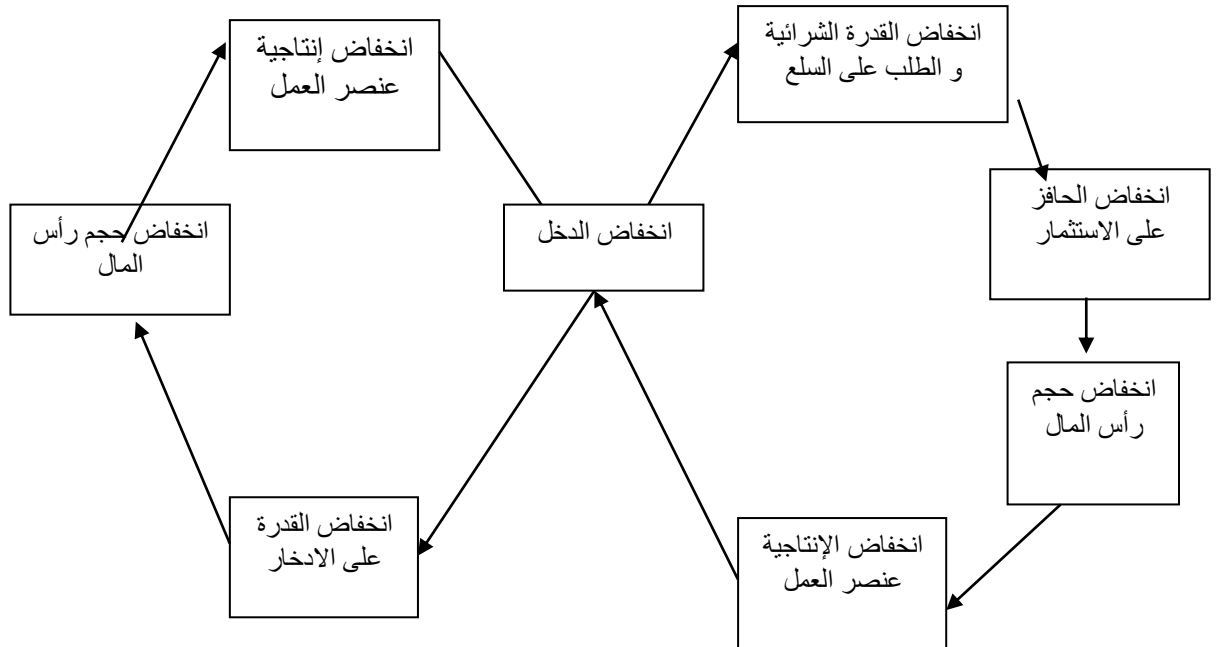 انخفاض القدرة الشرائية
و الطلب على السلع
انخفاض إنتاجية
عنصر العمل
انخفاض الحافز
على الاستثمار
انخفاض الدخل
انخفاض حجم رأس
المال
انخفاض حجم
رأس المال
انخفاض القدرة
على الادخار
انخفاض الإنتاجية
عنصر العمل